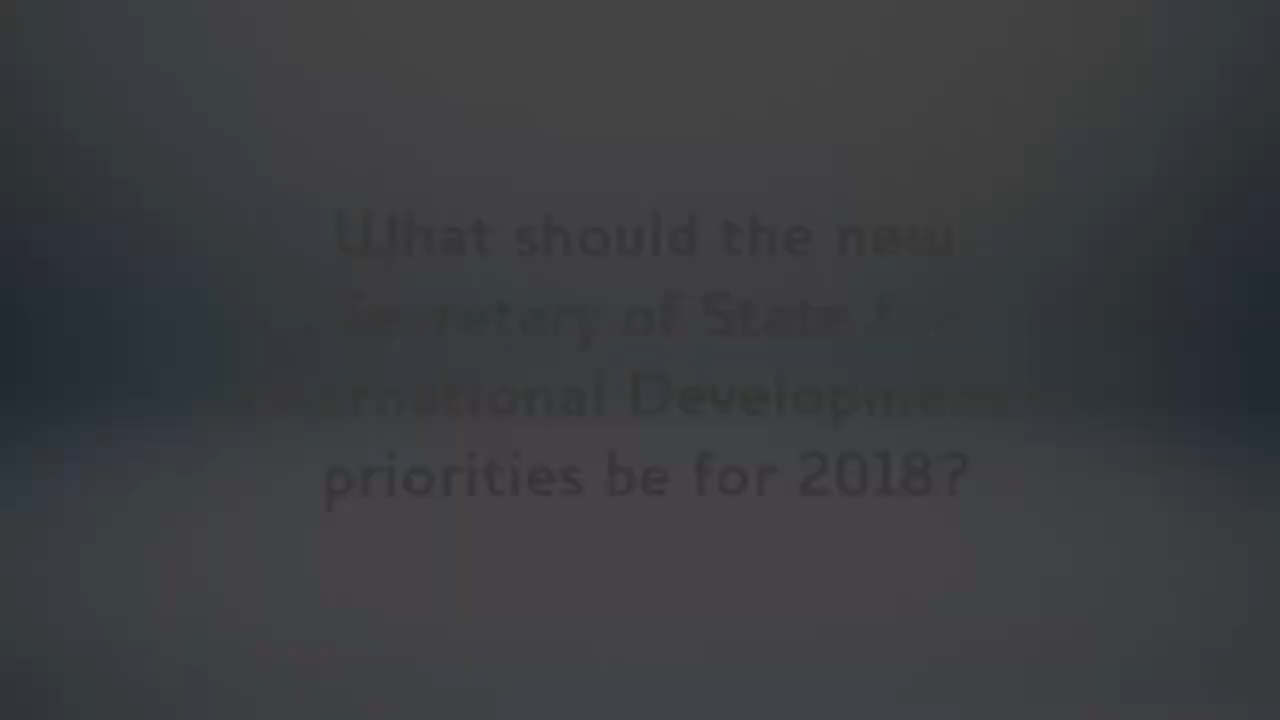 What should the new
Secretary of State for
International Development
priorities be for 2018?